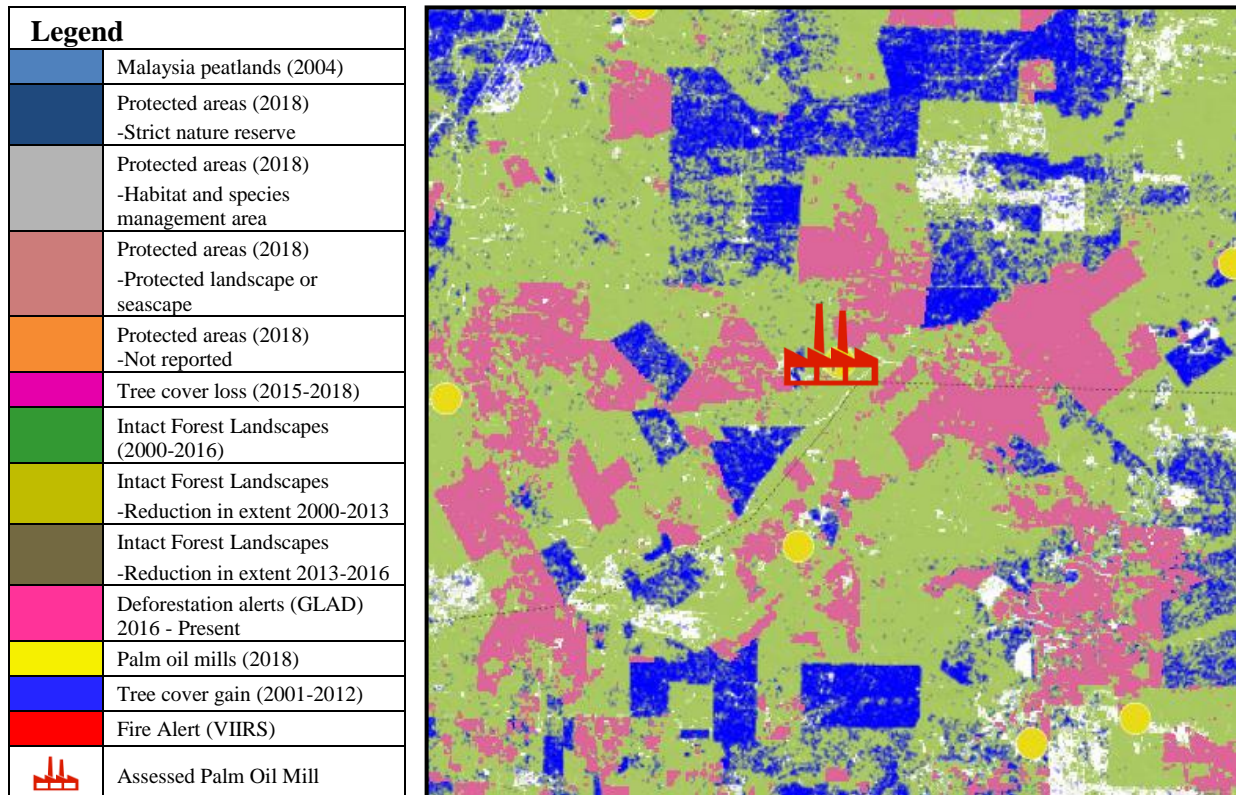 Legend
Malaysia peatlands (2004)
Protected areas (2018)
-Strict nature reserve
Protected areas (2018)
-Habitat and species
management area
Protected areas (2018)
-Protected landscape or
seascape
Protected areas (2018)
-Not reported
Tree cover loss (2015-2018)
Intact Forest Landscapes
(2000-2016)
Intact Forest Landscapes
-Reduction in extent 2000-2013
Intact Forest Landscapes
-Reduction in extent 2013-2016
Deforestation alerts (GLAD)
2016 - Present
Palm oil mills (2018)
Tree cover gain (2001-2012)
Fire Alert (VIIRS)
Assessed Palm Oil Mill